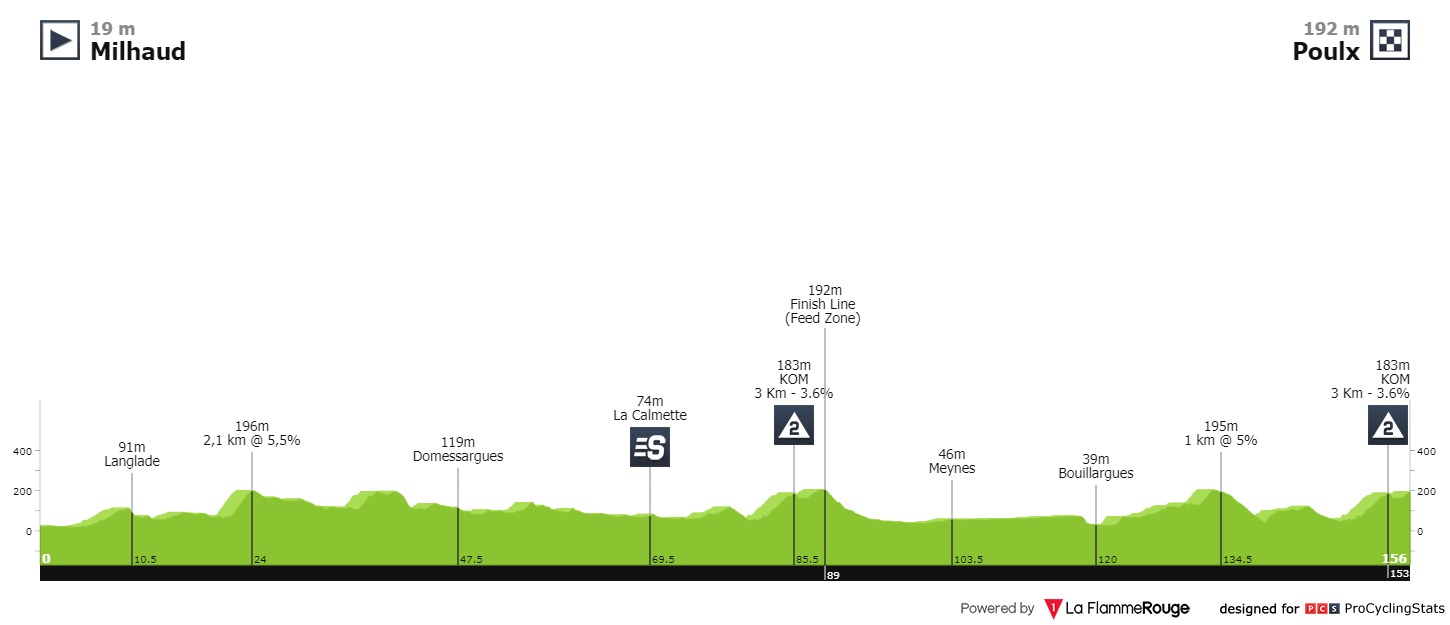 19 m
Milhaud
192 m
Poulx
192m
Finish Line
(Feed Zone)
183m
KOM
3 Km - 3.6%
2
183m
KOM
3 Km - 3.6%
2
74m
La Calmette
S
196m
2,1 km @ 5,5%
195m
1 km @ 5%
91m
Langlade
119m
Domessargues
46m
Meynes
39m
Bouillargues
400
200
0
400
200
0
0
10.5
24
47.5
69.5
85.5
89
103.5
120
134.5
156
153
Powered by 1 La FlammeRouge designed for PCS ProCyclingStats